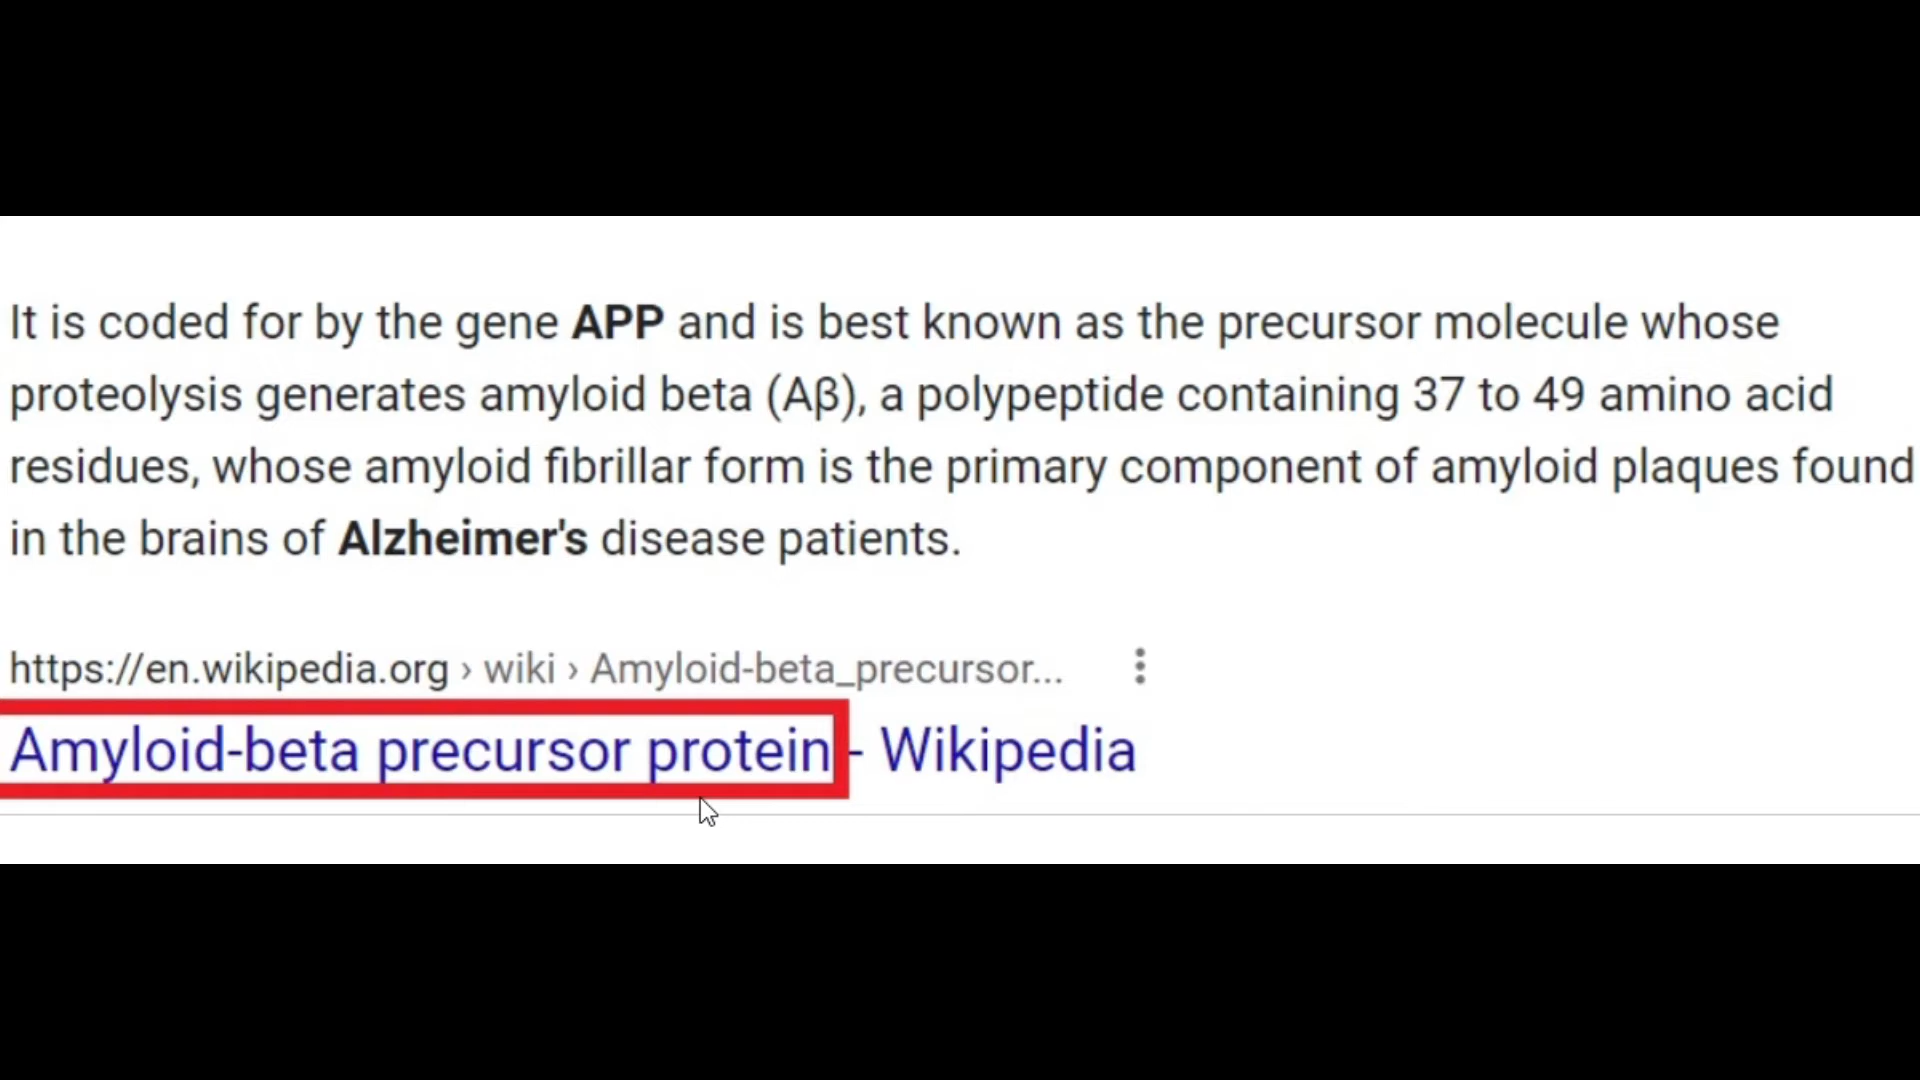 It is coded for by the gene APP and is best known as the precursor molecule whose
proteolysis generates amyloid beta (Aβ), a polypeptide containing 37 to 49 amino acid
residues, whose amyloid fibrillar form is the primary component of amyloid plaques found
in the brains of Alzheimer's disease patients.
https://en.wikipedia.org › wiki › Amyloid-beta_precursor...
Amyloid-beta precursor protein - Wikipedia